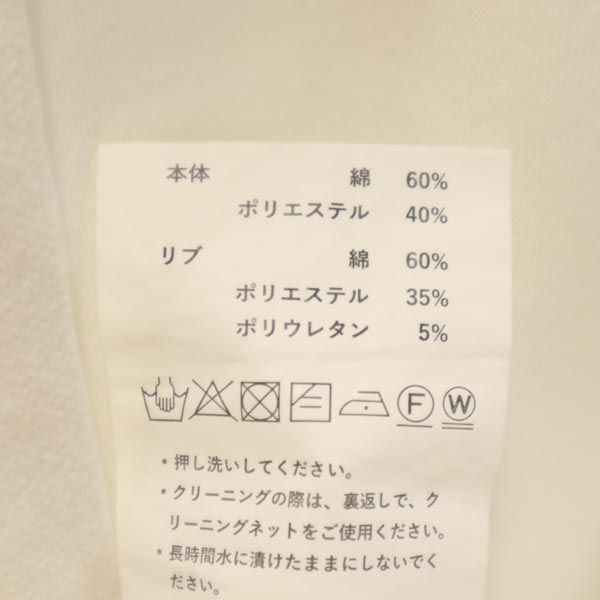 本体 綿 60%
ポリエステル 40%
リブ 綿 60%
ポリエステル 35%
ポリウレタン 5%
F W
・押し洗いしてください。
・クリーニングの際は、裏返しで、ク
リーニングネットをご使用ください。
・長時間水に漬けたままにしないでく
ださい。